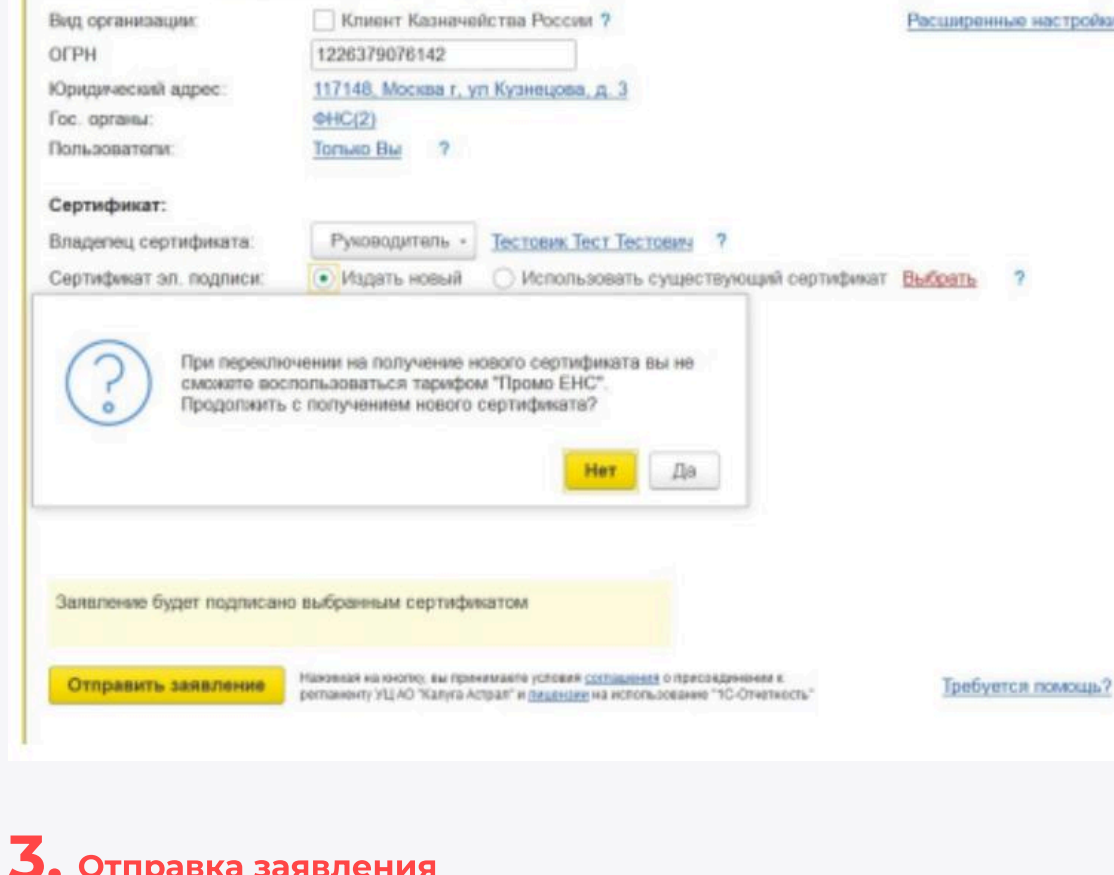 Вид организации:
Клиент Казначейства России ?
Расширенные настройки
ОГРН
1226379076142
Юридический адрес:
117148, Москва г, ул Кузнецова, д. 3
Гос. органы:
ФНС(2)
Пользователи:
Только Вы ?
Сертификат:
Владелец сертификата:
Руководитель
Тестовик Тест Тестович ?
Сертификат эл. подписи:
Издать новый
Использовать существующий сертификат Выбрать ?
При переключении на получение нового сертификата вы не
сможете воспользоваться тарифом "Промо ЕНС".
Продолжить с получением нового сертификата?
Нет
Да
Заявление будет подписано выбранным сертификатом
Отправить заявление
Нажимая на кнопку, вы принимаете условия соглашения о присоединении к
регламенту УЦ АО "Калуга Астрал" и лицензии на использование "1С-Отчетность"
Требуется помощь?
3. Отправка заявления